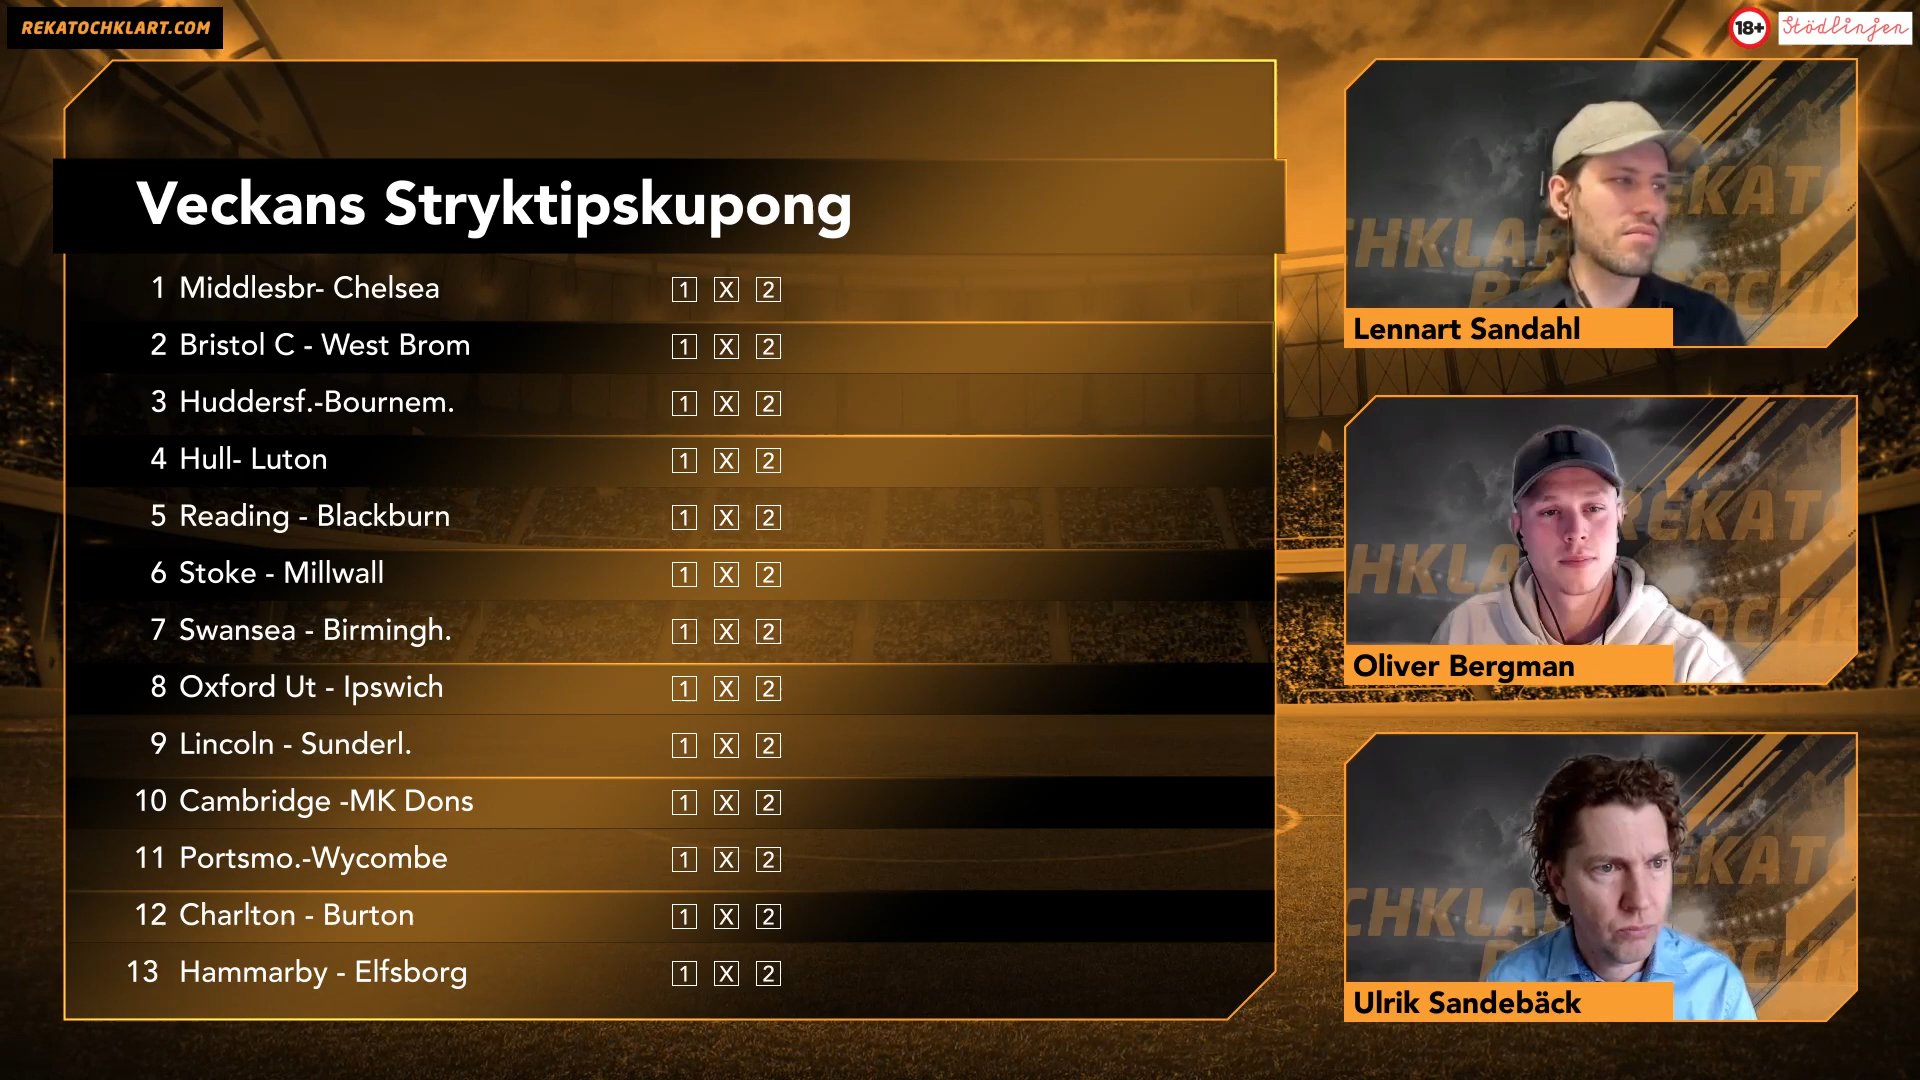 REKATOCHKLART.COM
18+ Stödlinjen
Veckans Stryktipskupong
1 Middlesbr- Chelsea 1 X 2
2 Bristol C - West Brom 1 X 2
3 Huddersf.-Bournem. 1 X 2
4 Hull- Luton 1 X 2
5 Reading - Blackburn 1 X 2
6 Stoke - Millwall 1 X 2
7 Swansea - Birmingh. 1 X 2
8 Oxford Ut - Ipswich 1 X 2
9 Lincoln - Sunderl. 1 X 2
10 Cambridge -MK Dons 1 X 2
11 Portsmo.-Wycombe 1 X 2
12 Charlton - Burton 1 X 2
13 Hammarby - Elfsborg 1 X 2
Lennart Sandahl
Oliver Bergman
Ulrik Sandebäck